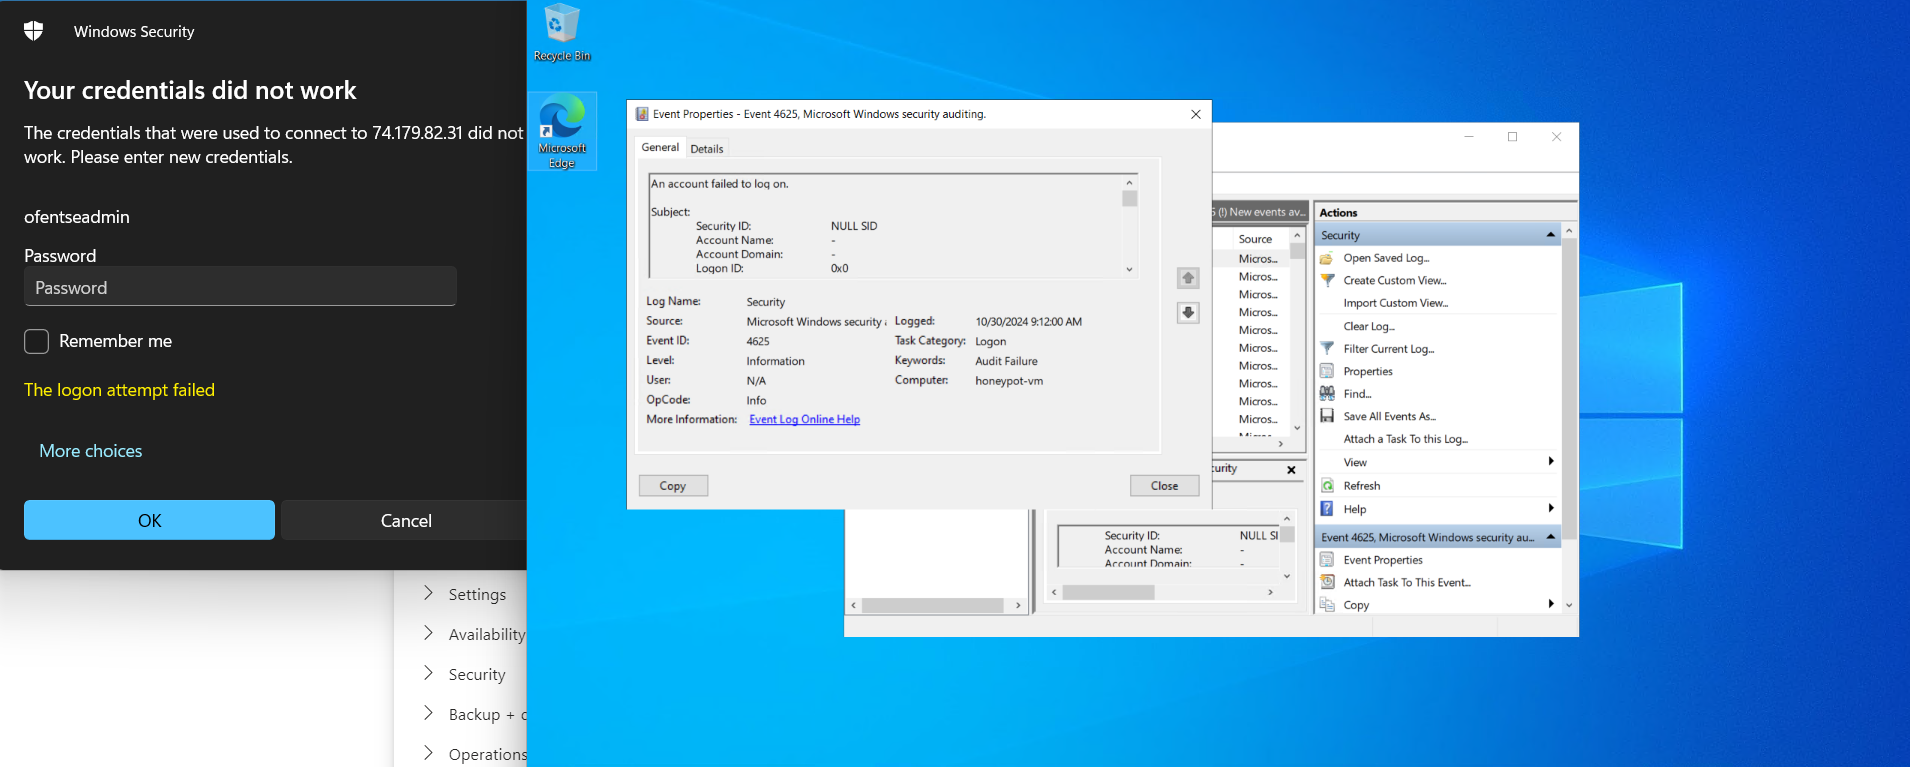 Windows Security
Your credentials did not work
The credentials that were used to connect to 74.179.82.31 did not
work. Please enter new credentials.
ofentseadmin
Password
Password
Remember me
The logon attempt failed
More choices
OK
Cancel
Settings
Availability
Security
Backup +
Operations
Recycle Bin
Microsoft
Edge
Event Properties - Event 4625, Microsoft Windows security auditing.
General
Details
An account failed to log on.
Subject:
Security ID: NULL SID
Account Name: -
Account Domain: -
Logon ID: 0x0
Log Name: Security
Source: Microsoft Windows security
Logged: 10/30/2024 9:12:00 AM
Event ID: 4625
Task Category: Logon
Level: Information
Keywords: Audit Failure
User: N/A
Computer: honeypot-vm
OpCode: Info
More Information: Event Log Online Help
Copy
Close
(!) New events av...
Source
Micros...
Micros...
Micros...
Micros...
Micros...
Micros...
Micros...
Micros...
Micros...
Micros...
Micros...
curity
Security ID: NULL SI
Account Name: -
Account Domain: -
Actions
Security
Open Saved Log...
Create Custom View...
Import Custom View...
Clear Log...
Filter Current Log...
Properties
Find...
Save All Events As...
Attach a Task To this Log...
View
Refresh
Help
Event 4625, Microsoft Windows security au...
Event Properties
Attach Task To This Event...
Copy